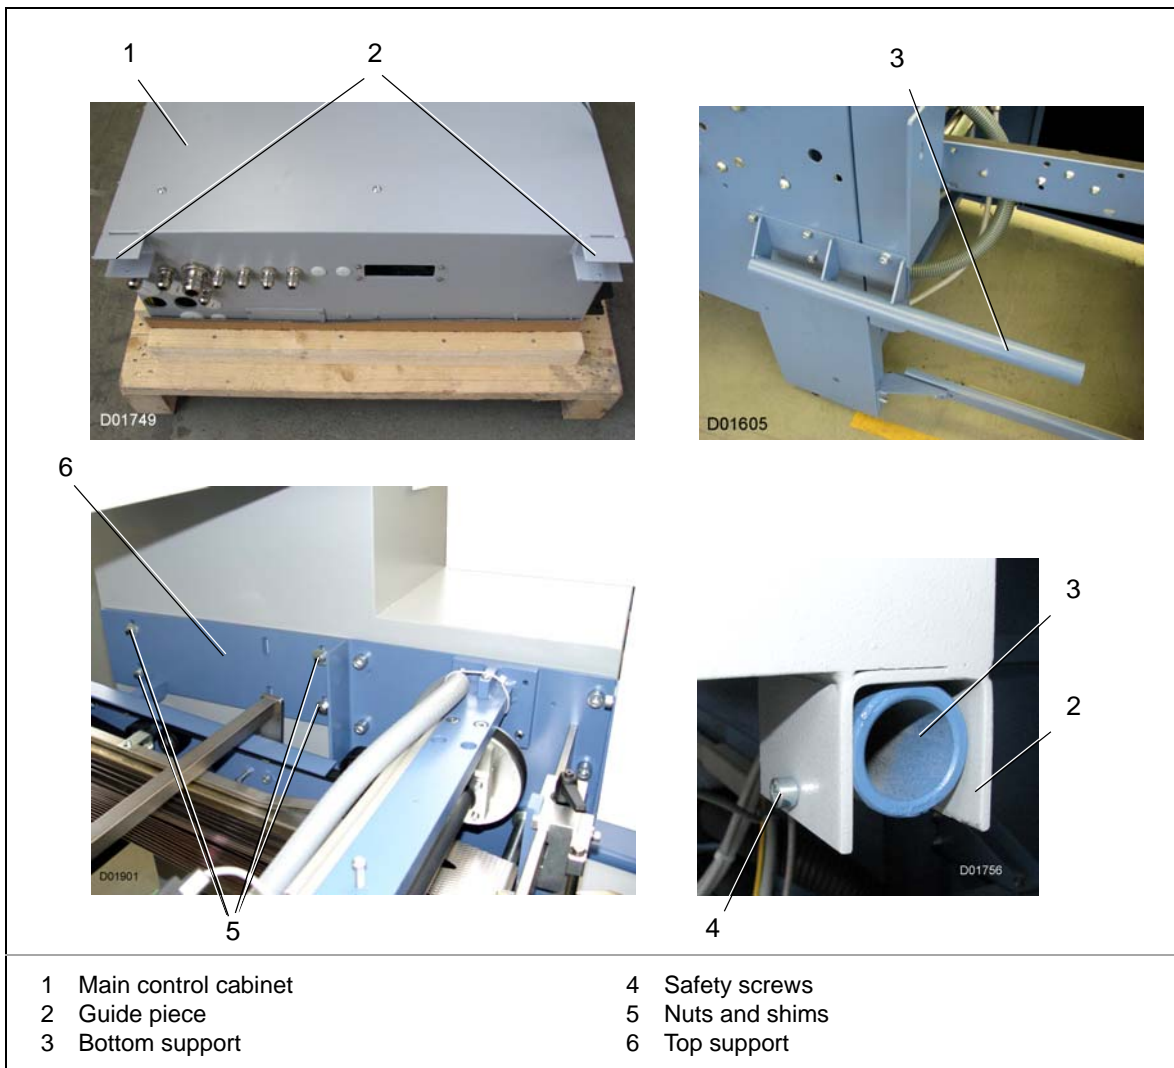 1
2
3
D01749
D01605
6
3
2
D01901
D01756
5
4
1 Main control cabinet
2 Guide piece
3 Bottom support
4 Safety screws
5 Nuts and shims
6 Top support